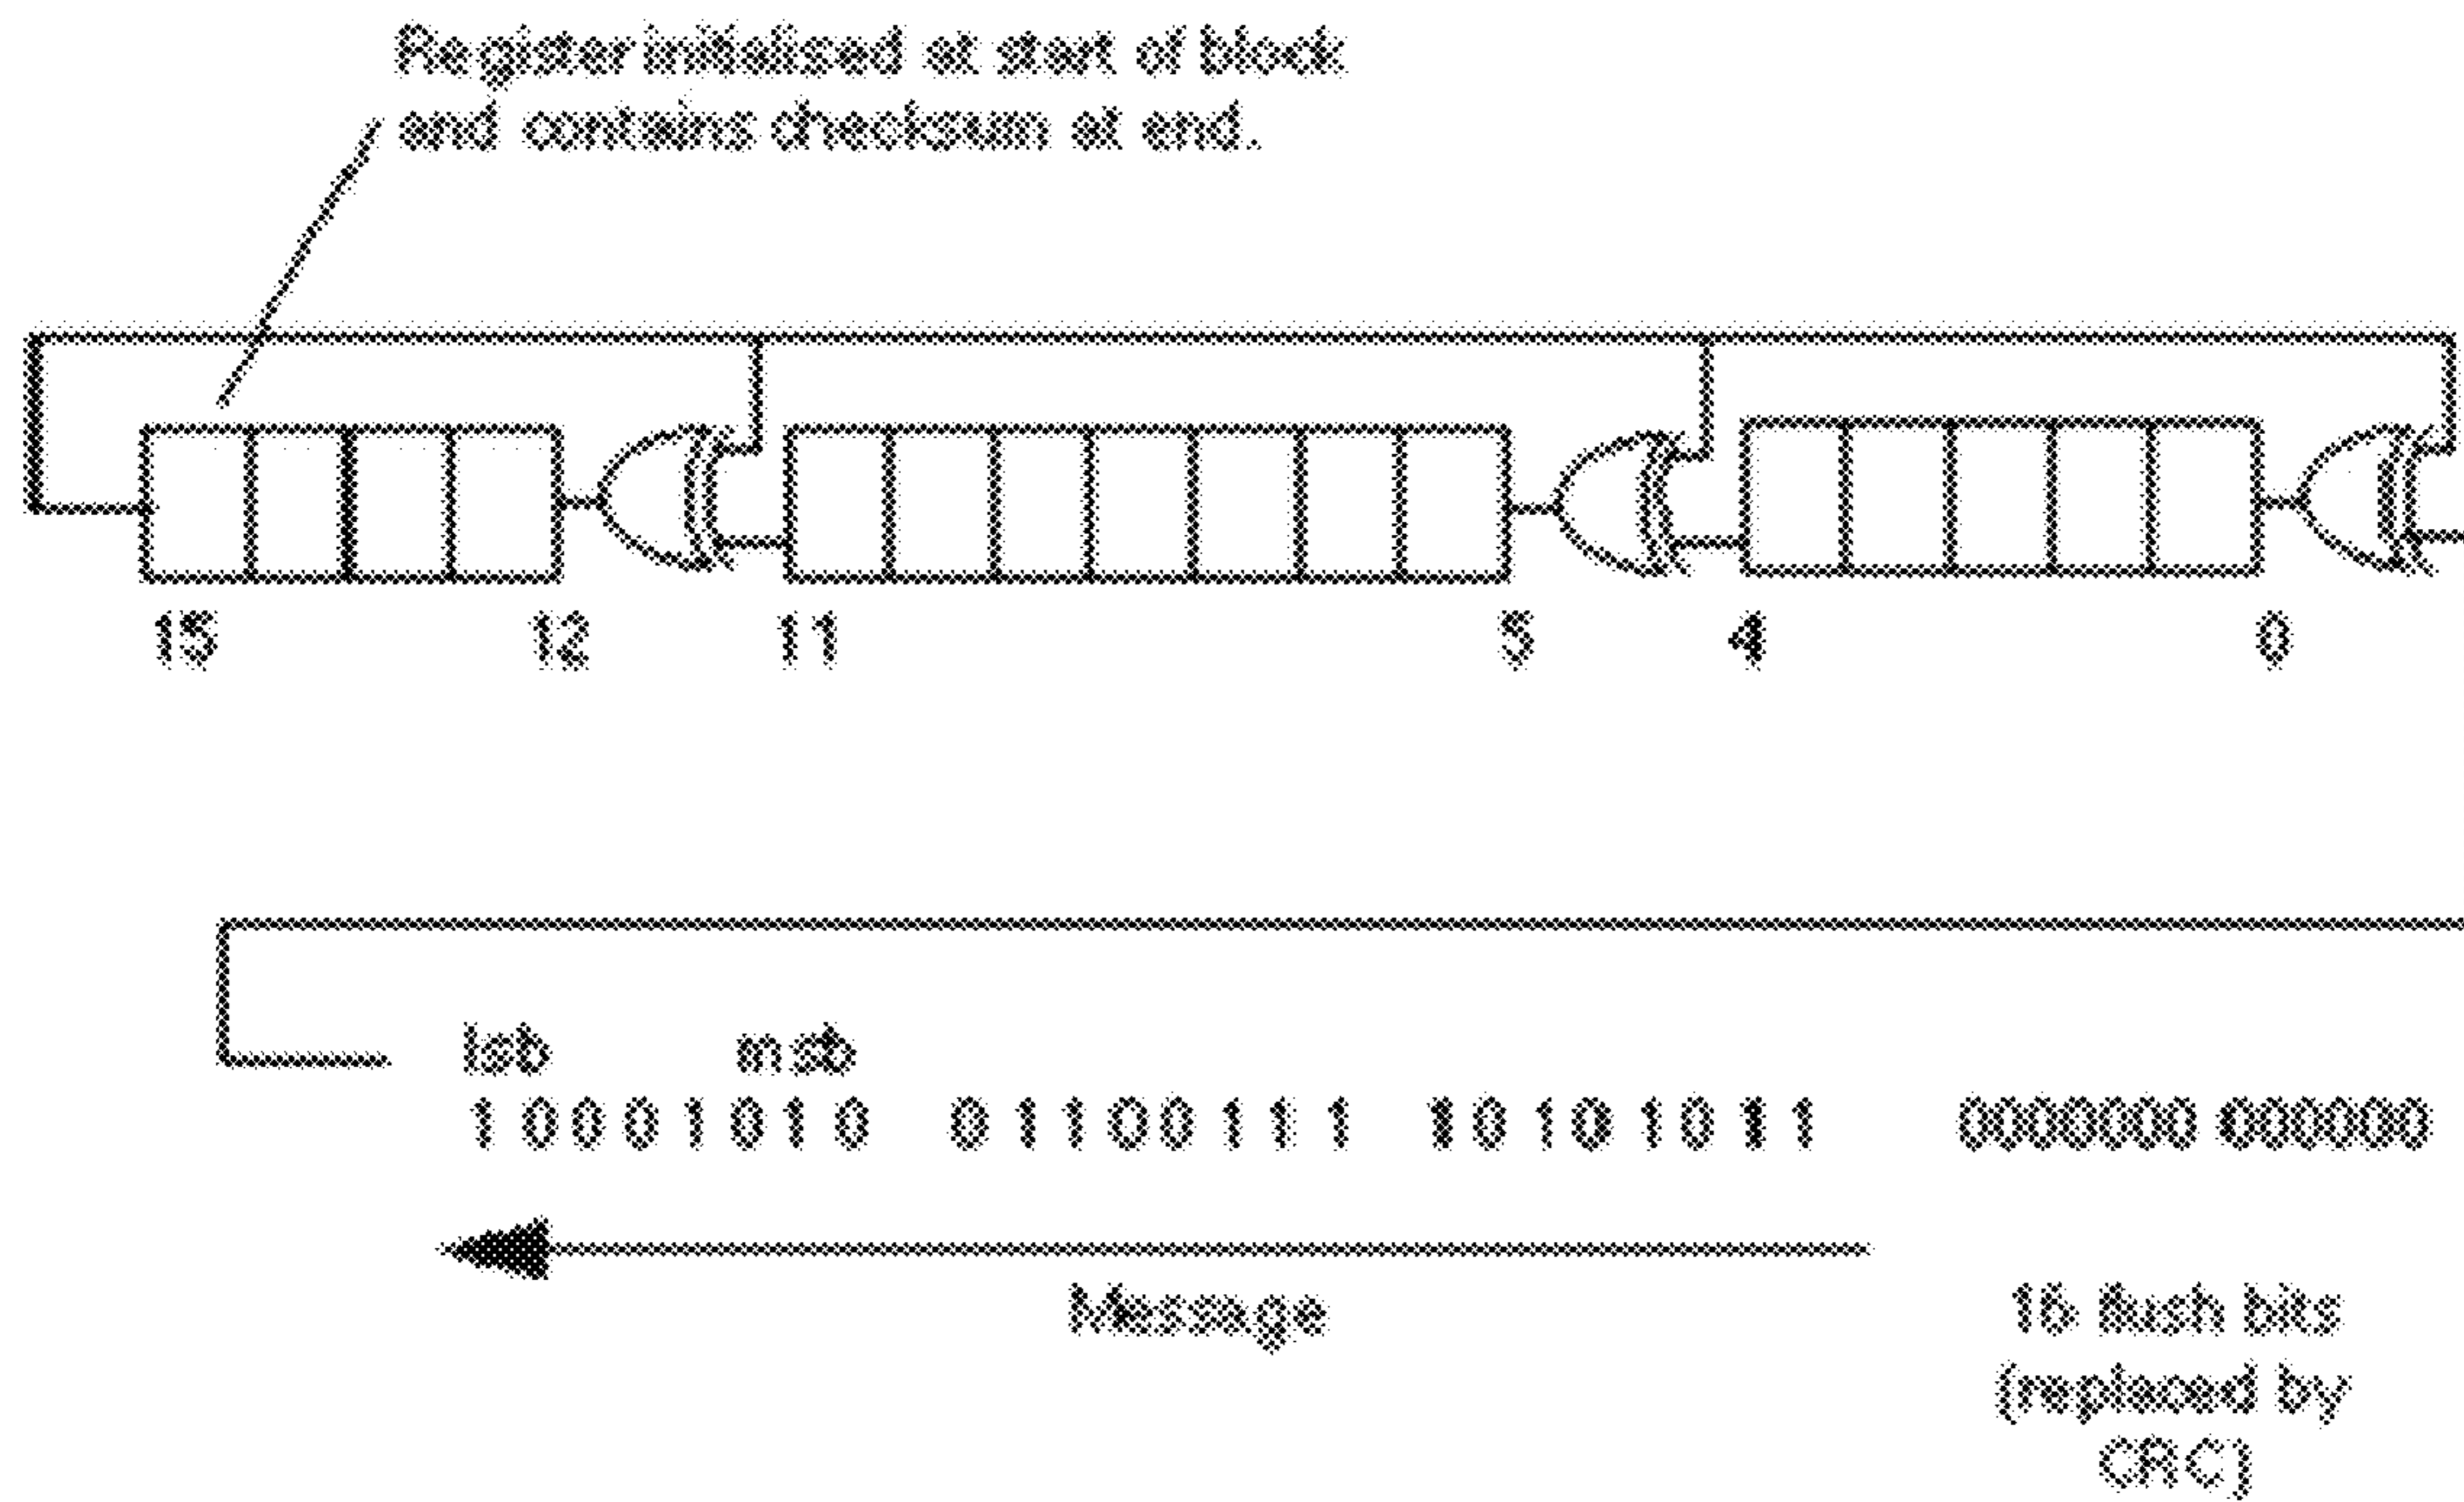 Register initialised at start of block
and contains checksum at end.
15 12 11 5 4 0
lsb msb
1 0 0 0 1 0 1 0 0 1 1 0 0 1 1 1 1 0 1 0 1 0 1 1 0000000 000000
Message
16 flush bits
(replaced by
CRC)